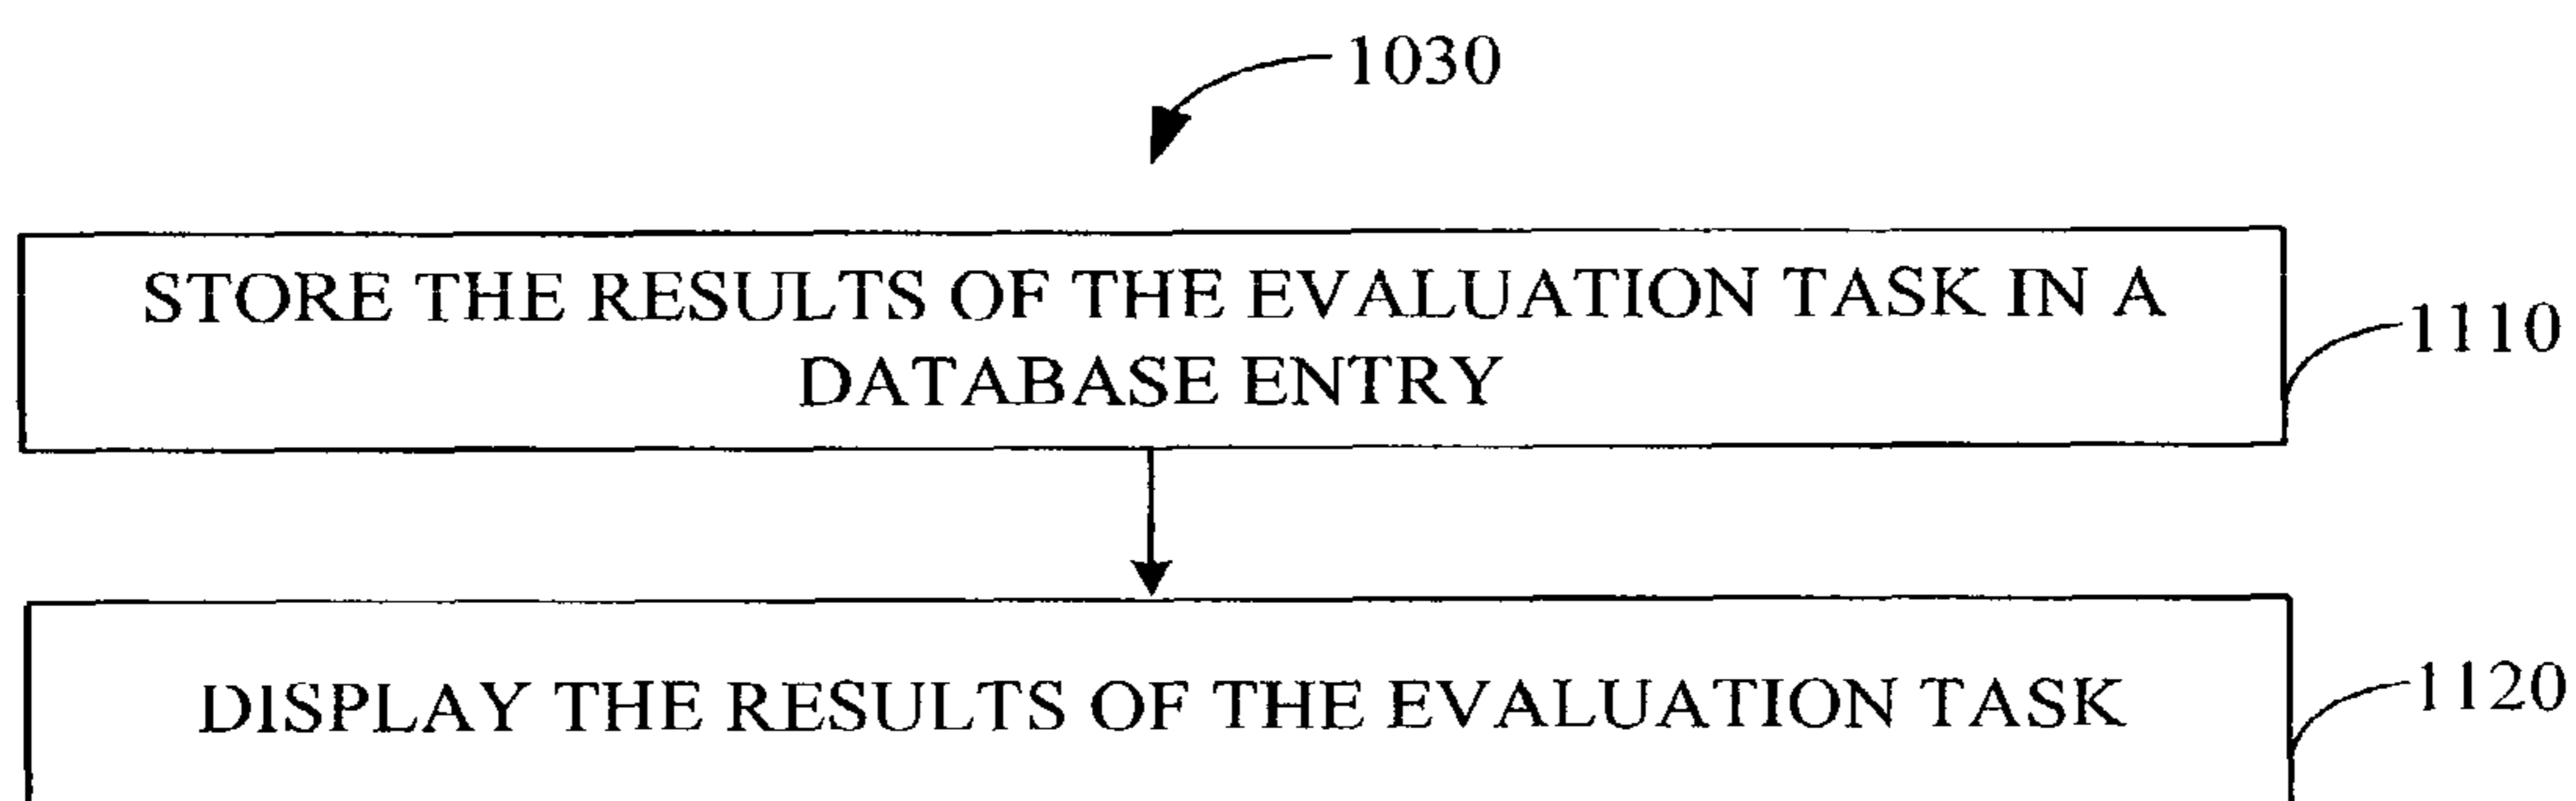 1030
STORE THE RESULTS OF THE EVALUATION TASK IN A
DATABASE ENTRY
1110
DISPLAY THE RESULTS OF THE EVALUATION TASK
1120